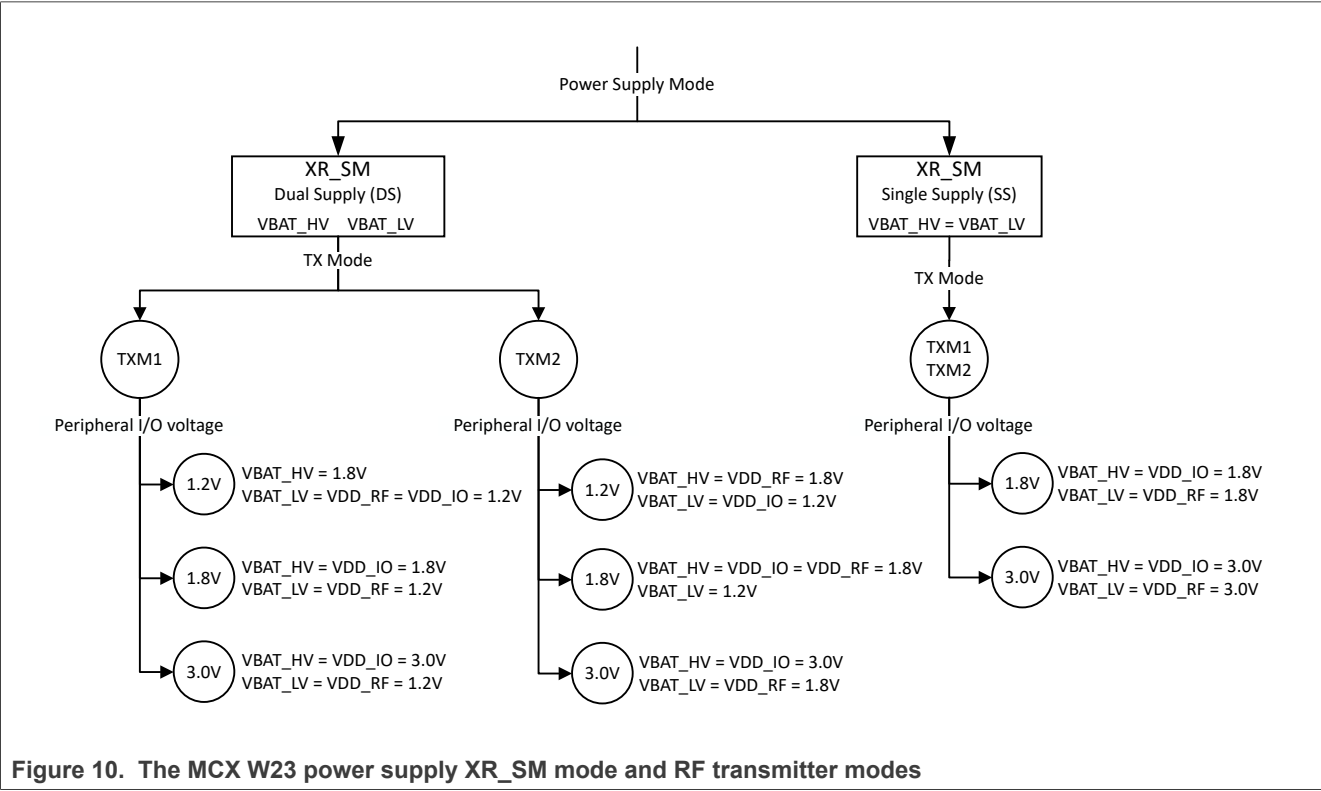 Power Supply Mode
XR_SM
Dual Supply (DS)
VBAT_HV VBAT_LV
XR_SM
Single Supply (SS)
VBAT_HV = VBAT_LV
TX Mode
TX Mode
TXM1
TXM2
TXM1
TXM2
Peripheral I/O voltage
Peripheral I/O voltage
Peripheral I/O voltage
1.2V
VBAT_HV = 1.8V
VBAT_LV = VDD_RF = VDD_IO = 1.2V
1.8V
VBAT_HV = VDD_IO = 1.8V
VBAT_LV = VDD_RF = 1.2V
3.0V
VBAT_HV = VDD_IO = 3.0V
VBAT_LV = VDD_RF = 1.2V
1.2V
VBAT_HV = VDD_RF = 1.8V
VBAT_LV = VDD_IO = 1.2V
1.8V
VBAT_HV = VDD_IO = VDD_RF = 1.8V
VBAT_LV = 1.2V
3.0V
VBAT_HV = VDD_IO = 3.0V
VBAT_LV = VDD_RF = 1.8V
1.8V
VBAT_HV = VDD_IO = 1.8V
VBAT_LV = VDD_RF = 1.8V
3.0V
VBAT_HV = VDD_IO = 3.0V
VBAT_LV = VDD_RF = 3.0V
Figure 10. The MCX W23 power supply XR_SM mode and RF transmitter modes